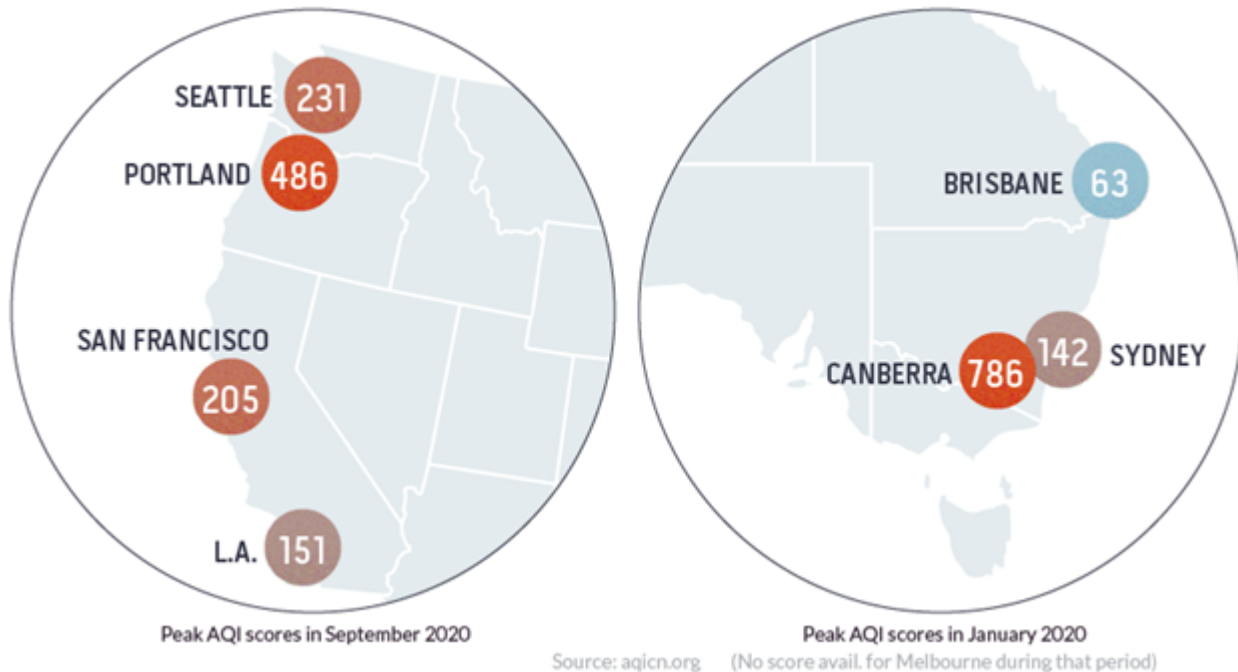 SEATTLE 231
PORTLAND 486
SAN FRANCISCO
205
L.A. 151
Peak AQI scores in September 2020
BRISBANE 63
142 SYDNEY
CANBERRA 786
Peak AQI scores in January 2020
Source: aqicn.org (No score avail. for Melbourne during that period)